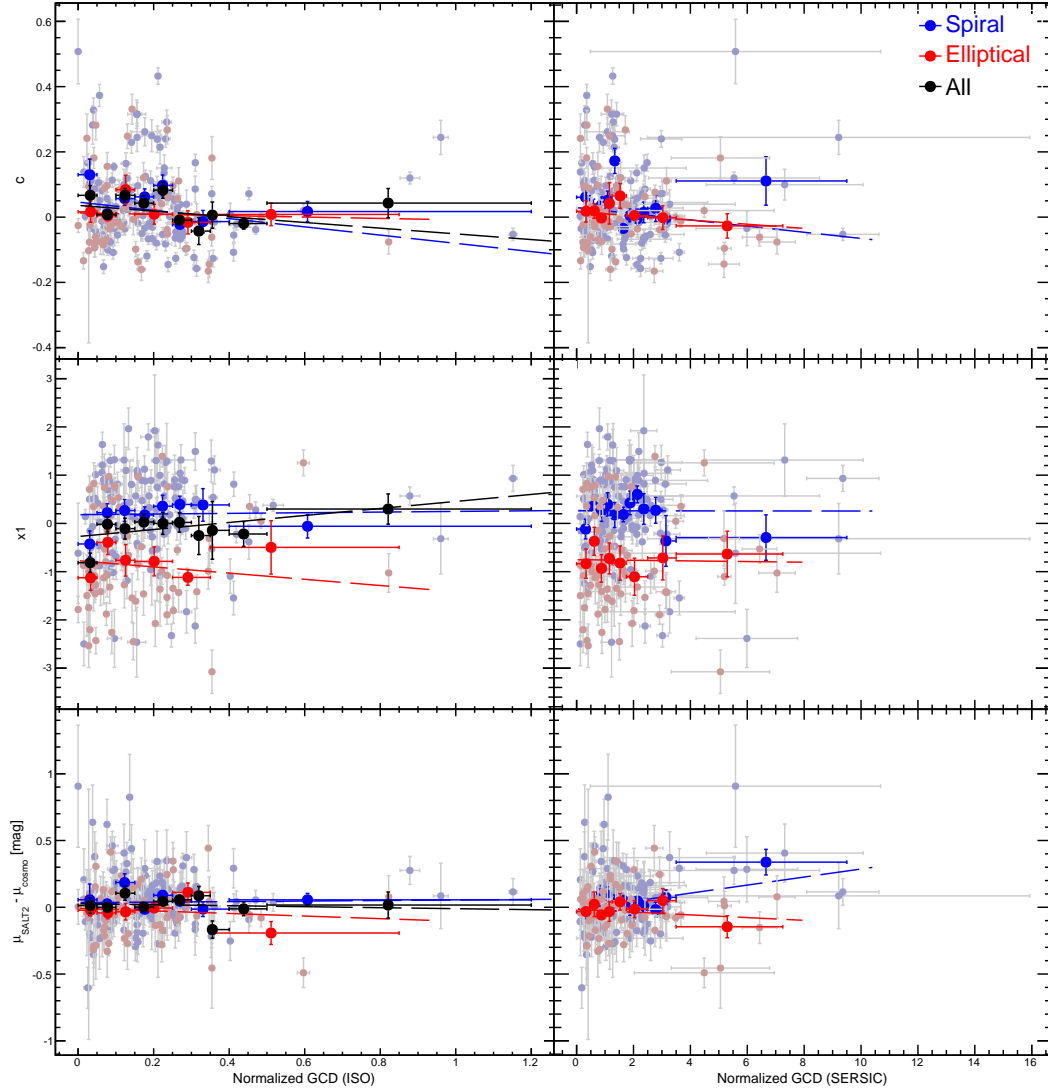 0.6
0.4
0.2
0
-0.2
-0.4
c
Spiral
Elliptical
All
3
2
1
0
-1
-2
-3
x1
1
0.5
0
-0.5
-1
μSALT2 - μcosmo [mag]
0 0.2 0.4 0.6 0.8 1 1.2
Normalized GCD (ISO)
0 2 4 6 8 10 12 14 16
Normalized GCD (SERSIC)